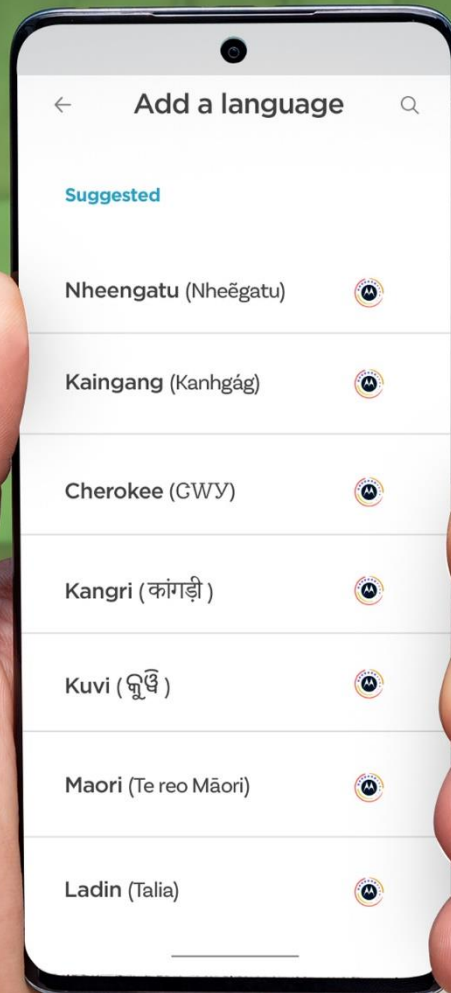 Add a language
Suggested
Nheengatu (Nheẽgatu)
Kaingang (Kanhgág)
Cherokee (ᏣᎳᎩ)
Kangri (कांगड़ी )
Kuvi (କୁୱି )
Maori (Te reo Māori)
Ladin (Talia)